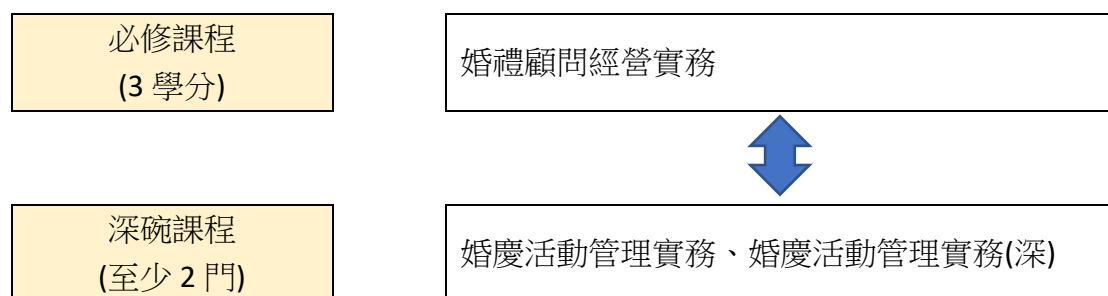 必修課程
(3 學分)
婚禮顧問經營實務
深碗課程
(至少 2 門)
婚慶活動管理實務、婚慶活動管理實務(深)